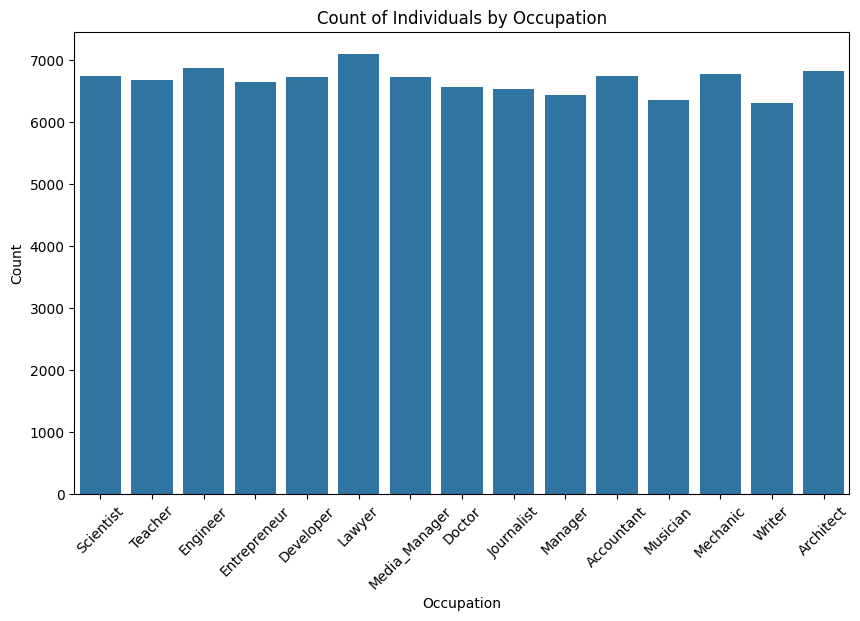 Count of Individuals by Occupation
7000
6000
5000
4000
3000
2000
1000
0
Count
Scientist
Teacher
Engineer
Entrepreneur
Developer
Lawyer
Media_Manager
Doctor
Journalist
Manager
Accountant
Musician
Mechanic
Writer
Architect
Occupation